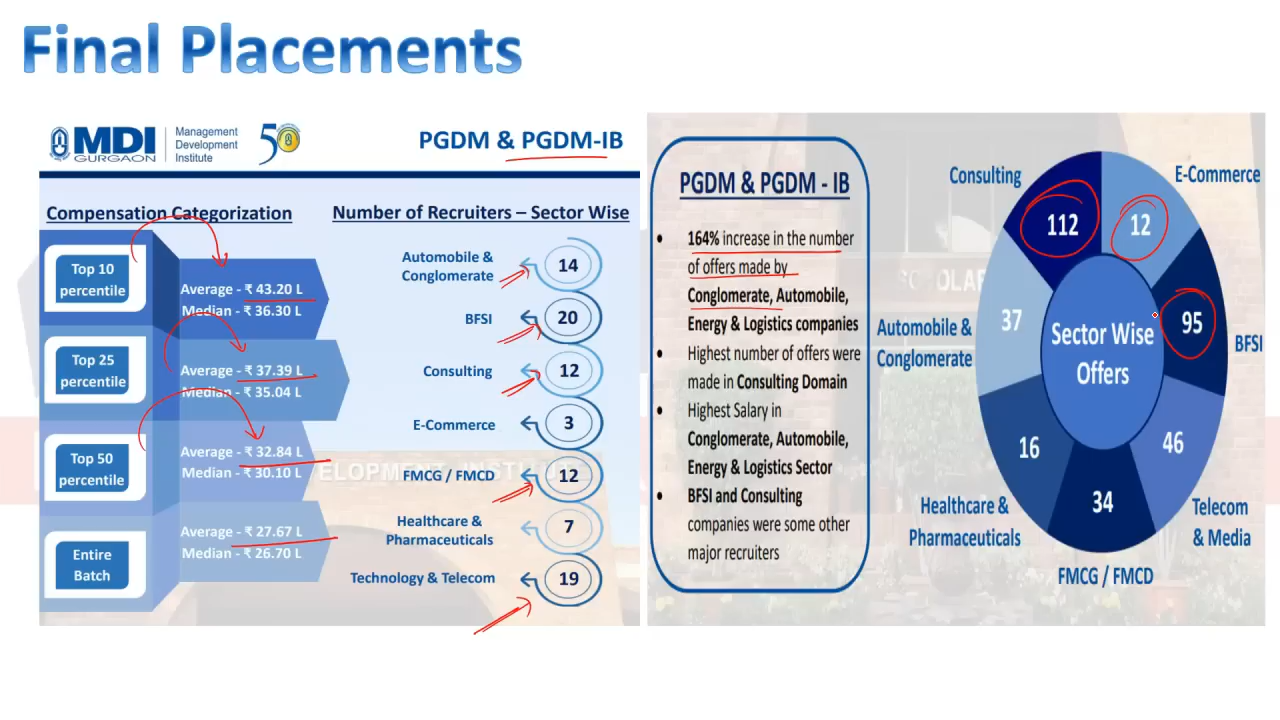 Final Placements
MDI
GURGAON
Management
Development
Institute
50
PGDM & PGDM-IB
Compensation Categorization
Top 10
percentile
Average - ₹ 43.20 L
Median - ₹ 36.30 L
Top 25
percentile
Average - ₹ 37.39 L
Median - ₹ 35.04 L
Top 50
percentile
Average - ₹ 32.84 L
Median - ₹ 30.10 L
Entire
Batch
Average - ₹ 27.67 L
Median - ₹ 26.70 L
Number of Recruiters – Sector Wise
Automobile &
Conglomerate
14
BFSI
20
Consulting
12
E-Commerce
3
FMCG / FMCD
12
Healthcare &
Pharmaceuticals
7
Technology & Telecom
19
PGDM & PGDM - IB
• 164% increase in the number
of offers made by
Conglomerate, Automobile,
Energy & Logistics companies
• Highest number of offers were
made in Consulting Domain
• Highest Salary in
Conglomerate, Automobile,
Energy & Logistics Sector
• BFSI and Consulting
companies were some other
major recruiters
Sector Wise
Offers
Consulting
112
E-Commerce
12
95
BFSI
46
Telecom
& Media
34
FMCG / FMCD
16
Healthcare &
Pharmaceuticals
37
Automobile &
Conglomerate